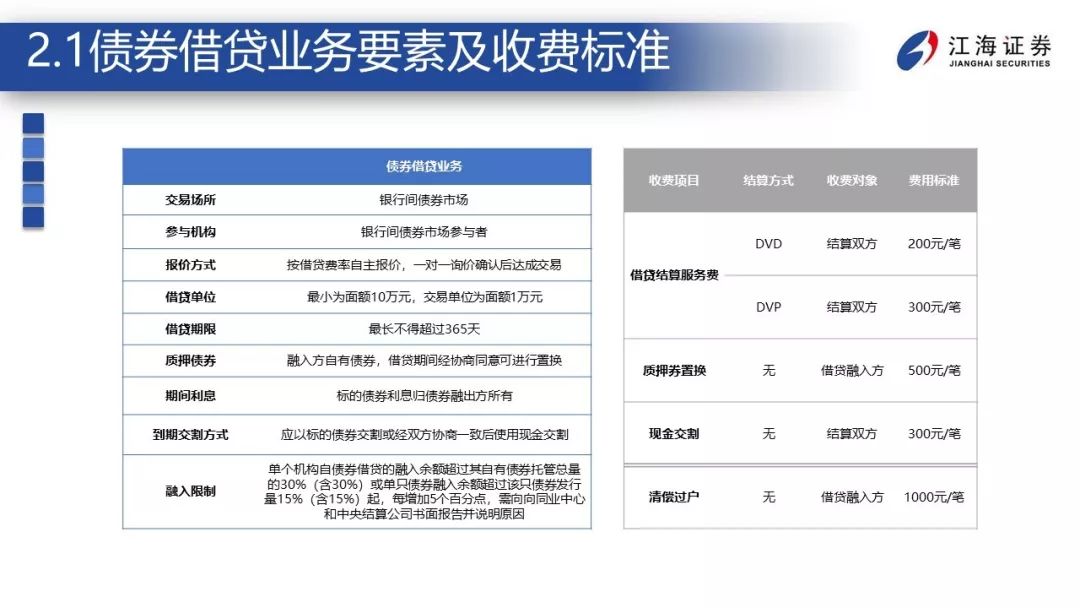 2.1债券借贷业务要素及收费标准
江海证券
JIANGHAI SECURITIES
债券借贷业务
交易场所 银行间债券市场
参与机构 银行间债券市场参与者
报价方式 按借贷费率自主报价，一对一询价确认后达成交易
借贷单位 最小为面额10万元，交易单位为面额1万元
借贷期限 最长不得超过365天
质押债券 融入方自有债券，借贷期间经协商同意可进行置换
期间利息 标的债券利息归债券融出方所有
到期交割方式 应以标的债券交割或经双方协商一致后使用现金交割
融入限制
单个机构自债券借贷的融入余额超过其自有债券托管总量
的30%（含30%）或单只债券融入余额超过该只债券发行
量15%（含15%）起，每增加5个百分点，需向向同业中心
和中央结算公司书面报告并说明原因
收费项目 结算方式 收费对象 费用标准
借贷结算服务费
DVD 结算双方 200元/笔
DVP 结算双方 300元/笔
质押券置换 无 借贷融入方 500元/笔
现金交割 无 结算双方 300元/笔
清偿过户 无 借贷融入方 1000元/笔